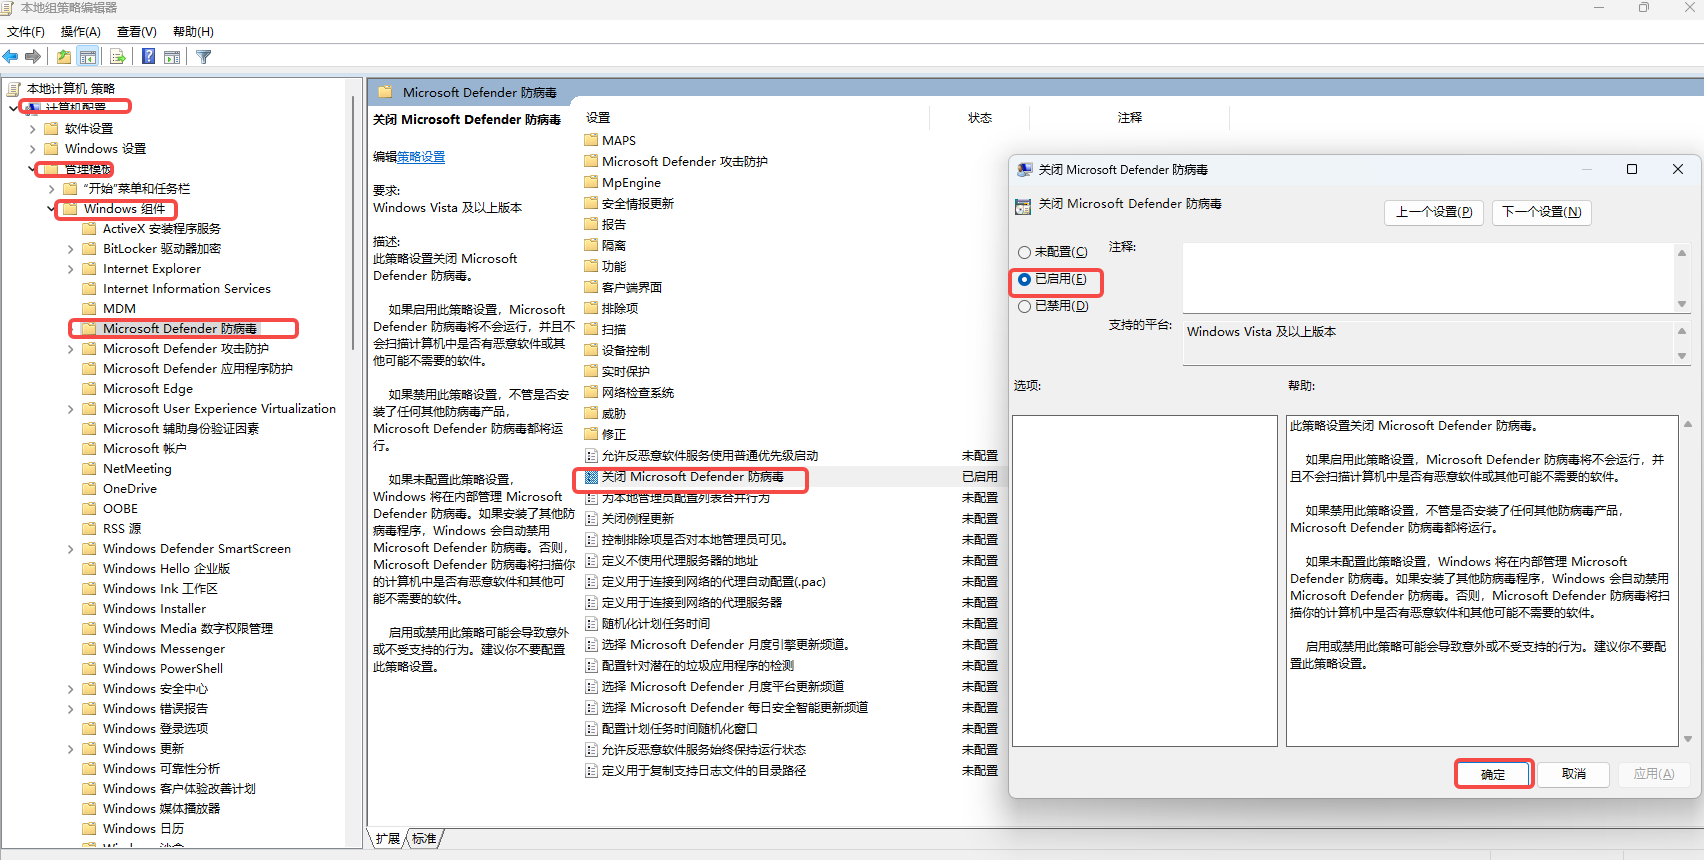 本地组策略编辑器
文件(F) 操作(A) 查看(V) 帮助(H)
本地计算机 策略
计算机配置
软件设置
Windows 设置
管理模板
"开始"菜单和任务栏
Windows 组件
ActiveX 安装程序服务
BitLocker 驱动器加密
Internet Explorer
Internet Information Services
MDM
Microsoft Defender 防病毒
Microsoft Defender 攻击防护
Microsoft Defender 应用程序防护
Microsoft Edge
Microsoft User Experience Virtualization
Microsoft 辅助身份验证因素
Microsoft 帐户
NetMeeting
OneDrive
OOBE
RSS 源
Windows Defender SmartScreen
Windows Hello 企业版
Windows Ink 工作区
Windows Installer
Windows Media 数字权限管理
Windows Messenger
Windows PowerShell
Windows 安全中心
Windows 错误报告
Windows 登录选项
Windows 更新
Windows 可靠性分析
Windows 客户体验改善计划
Windows 媒体播放器
Windows 日历
Microsoft Defender 防病毒
关闭 Microsoft Defender 防病毒
编辑策略设置
要求:
Windows Vista 及以上版本
描述:
此策略设置关闭 Microsoft
Defender 防病毒。
如果启用此策略设置，Microsoft
Defender 防病毒将不会运行，并且不
会扫描计算机中是否有恶意软件或其
他可能不需要的软件。
如果禁用此策略设置，不管是否安
装了任何其他防病毒产品，
Microsoft Defender 防病毒都将运
行。
如果未配置此策略设置，
Windows 将在内部管理 Microsoft
Defender 防病毒。如果安装了其他防
病毒程序，Windows 会自动禁用
Microsoft Defender 防病毒。否则，
Microsoft Defender 防病毒将扫描你
的计算机中是否有恶意软件和其他可
能不需要的软件。
启用或禁用此策略可能会导致意外
或不受支持的行为。建议你不要配置
此策略设置。
设置 状态 注释
MAPS
Microsoft Defender 攻击防护
MpEngine
安全情报更新
报告
隔离
功能
客户端界面
排除项
扫描
设备控制
实时保护
网络检查系统
威胁
修正
允许反恶意软件服务使用普通优先级启动 未配置
关闭 Microsoft Defender 防病毒 已启用
为本地管理员配置列表合并行为 未配置
关闭例程更新 未配置
控制排除项是否对本地管理员可见。 未配置
定义不使用代理服务器的地址 未配置
定义用于连接到网络的代理自动配置(.pac) 未配置
定义用于连接到网络的代理服务器 未配置
随机化计划任务时间 未配置
选择 Microsoft Defender 月度引擎更新频道。 未配置
配置针对潜在的垃圾应用程序的检测 未配置
选择 Microsoft Defender 月度平台更新频道 未配置
选择 Microsoft Defender 每日安全智能更新频道 未配置
配置计划任务时间随机化窗口 未配置
允许反恶意软件服务始终保持运行状态 未配置
定义用于复制支持日志文件的目录路径 未配置
扩展 标准
关闭 Microsoft Defender 防病毒
关闭 Microsoft Defender 防病毒
上一个设置(P) 下一个设置(N)
未配置(C) 注释:
已启用(E)
已禁用(D)
支持的平台: Windows Vista 及以上版本
选项: 帮助:
此策略设置关闭 Microsoft Defender 防病毒。
如果启用此策略设置，Microsoft Defender 防病毒将不会运行，并
且不会扫描计算机中是否有恶意软件或其他可能不需要的软件。
如果禁用此策略设置，不管是否安装了任何其他防病毒产品，
Microsoft Defender 防病毒都将运行。
如果未配置此策略设置，Windows 将在内部管理 Microsoft
Defender 防病毒。如果安装了其他防病毒程序，Windows 会自动禁用
Microsoft Defender 防病毒。否则，Microsoft Defender 防病毒将扫
描你的计算机中是否有恶意软件和其他可能不需要的软件。
启用或禁用此策略可能会导致意外或不受支持的行为。建议你不要配
置此策略设置。
确定 取消 应用(A)